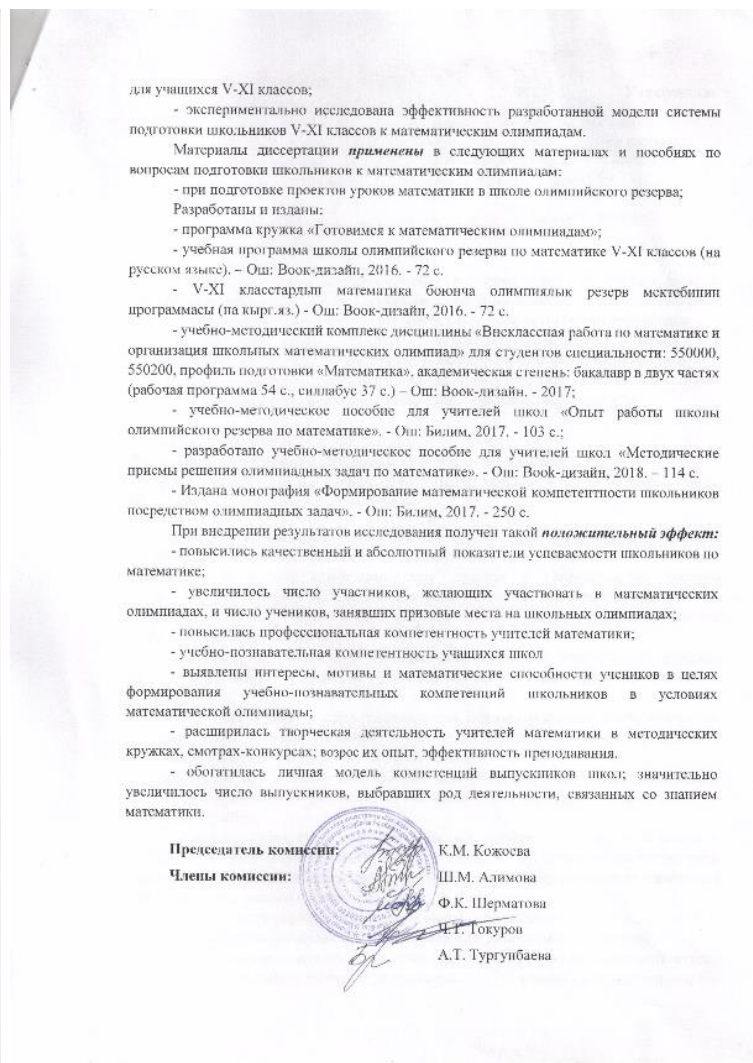 для учащихся V-XI классов;
- экспериментально исследована эффективность разработанной модели системы
подготовки школьников V-XI классов к математическим олимпиадам.
Материалы диссертации применены в следующих материалах и пособиях по
вопросам подготовки школьников к математическим олимпиадам:
- при подготовке проектов уроков математики в школе олимпийского резерва;
Разработаны и изданы:
- программа кружка «Готовимся к математическим олимпиадам»;
- учебная программа школы олимпийского резерва по математике V-XI классов (на
русском языке). – Ош: Воок-дизайн, 2016. - 72 с.
- V-XI класстардын математика боюнча олимпиялык резерв мектебинин
программасы (на кырг.яз.) - Ош: Воок-дизайн, 2016. - 72 с.
- учебно-методический комплекс дисциплины «Внеклассная работа по математике и
организация школьных математических олимпиад» для студентов специальности: 550000,
550200, профиль подготовки «Математика», академическая степень: бакалавр в двух частях
(рабочая программа 54 с., силлабус 37 с.) – Ош: Воок-дизайн. - 2017;
- учебно-методическое пособие для учителей школ «Опыт работы школы
олимпийского резерва по математике». - Ош: Билим, 2017. - 103 с.;
- разработано учебно-методическое пособие для учителей школ «Методические
приемы решения олимпиадных задач по математике». - Ош: Book-дизайн, 2018. – 114 с.
- Издана монография «Формирование математической компетентности школьников
посредством олимпиадных задач». - Ош: Билим, 2017. - 250 с.
При внедрении результатов исследования получен такой положительный эффект:
- повысились качественный и абсолютный показатели успеваемости школьников по
математике;
- увеличилось число участников, желающих участвовать в математических
олимпиадах, и число учеников, занявших призовые места на школьных олимпиадах;
- повысилась профессиональная компетентность учителей математики;
- учебно-познавательная компетентность учащихся школ
- выявлены интересы, мотивы и математические способности учеников в целях
формирования учебно-познавательных компетенций школьников в условиях
математической олимпиады;
- расширилась творческая деятельность учителей математики в методических
кружках, смотрах-конкурсах; возрос их опыт, эффективность преподавания.
- обогатилась личная модель компетенций выпускников школ; значительно
увеличилось число выпускников, выбравших род деятельности, связанных со знанием
математики.
Председатель комиссии: К.М. Кожоева
Члены комиссии: Ш.М. Алимова
Ф.К. Шерматова
Ч.Т. Токуров
А.Т. Тургунбаева